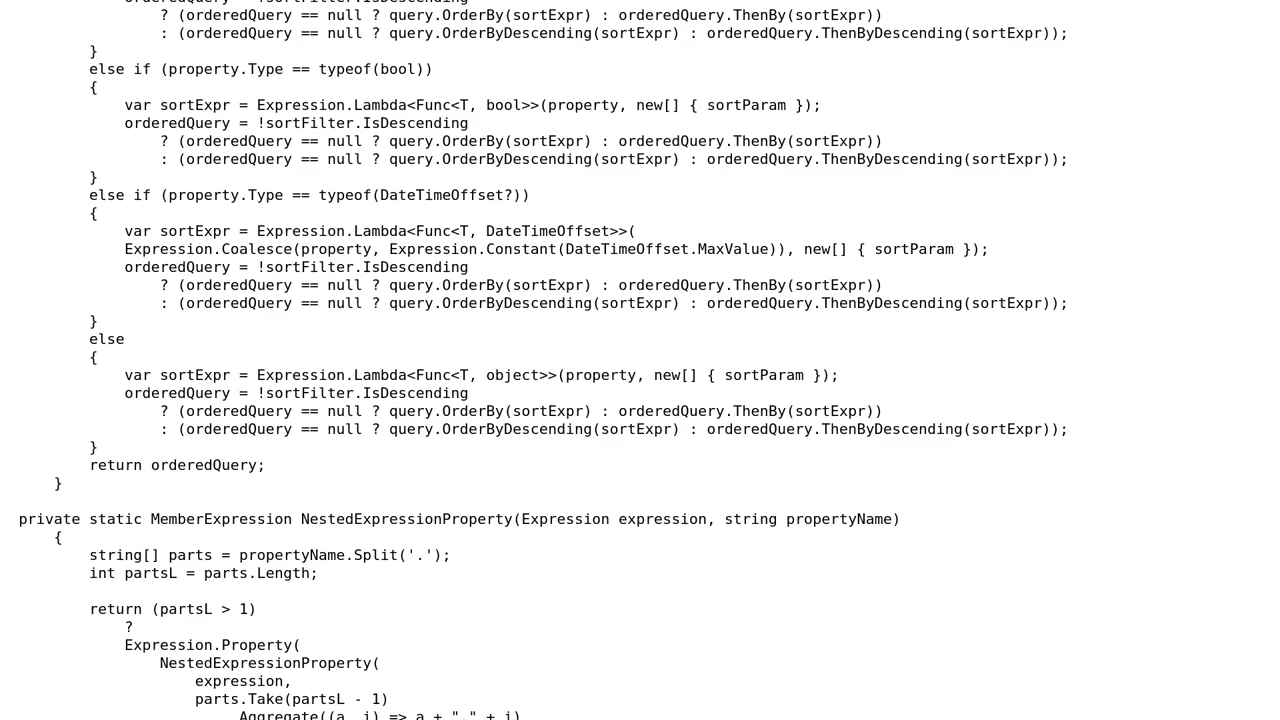 orderedQuery = !sortFilter.IsDescending
? (orderedQuery == null ? query.OrderBy(sortExpr) : orderedQuery.ThenBy(sortExpr))
: (orderedQuery == null ? query.OrderByDescending(sortExpr) : orderedQuery.ThenByDescending(sortExpr));
}
else if (property.Type == typeof(bool))
{
var sortExpr = Expression.Lambda<Func<T, bool>>(property, new[] { sortParam });
orderedQuery = !sortFilter.IsDescending
? (orderedQuery == null ? query.OrderBy(sortExpr) : orderedQuery.ThenBy(sortExpr))
: (orderedQuery == null ? query.OrderByDescending(sortExpr) : orderedQuery.ThenByDescending(sortExpr));
}
else if (property.Type == typeof(DateTimeOffset?))
{
var sortExpr = Expression.Lambda<Func<T, DateTimeOffset>>(
Expression.Coalesce(property, Expression.Constant(DateTimeOffset.MaxValue)), new[] { sortParam });
orderedQuery = !sortFilter.IsDescending
? (orderedQuery == null ? query.OrderBy(sortExpr) : orderedQuery.ThenBy(sortExpr))
: (orderedQuery == null ? query.OrderByDescending(sortExpr) : orderedQuery.ThenByDescending(sortExpr));
}
else
{
var sortExpr = Expression.Lambda<Func<T, object>>(property, new[] { sortParam });
orderedQuery = !sortFilter.IsDescending
? (orderedQuery == null ? query.OrderBy(sortExpr) : orderedQuery.ThenBy(sortExpr))
: (orderedQuery == null ? query.OrderByDescending(sortExpr) : orderedQuery.ThenByDescending(sortExpr));
}
return orderedQuery;
}
private static MemberExpression NestedExpressionProperty(Expression expression, string propertyName)
{
string[] parts = propertyName.Split('.');
int partsL = parts.Length;
return (partsL > 1)
?
Expression.Property(
NestedExpressionProperty(
expression,
parts.Take(partsL - 1)
.Aggregate((a, i) => a + "." + i)